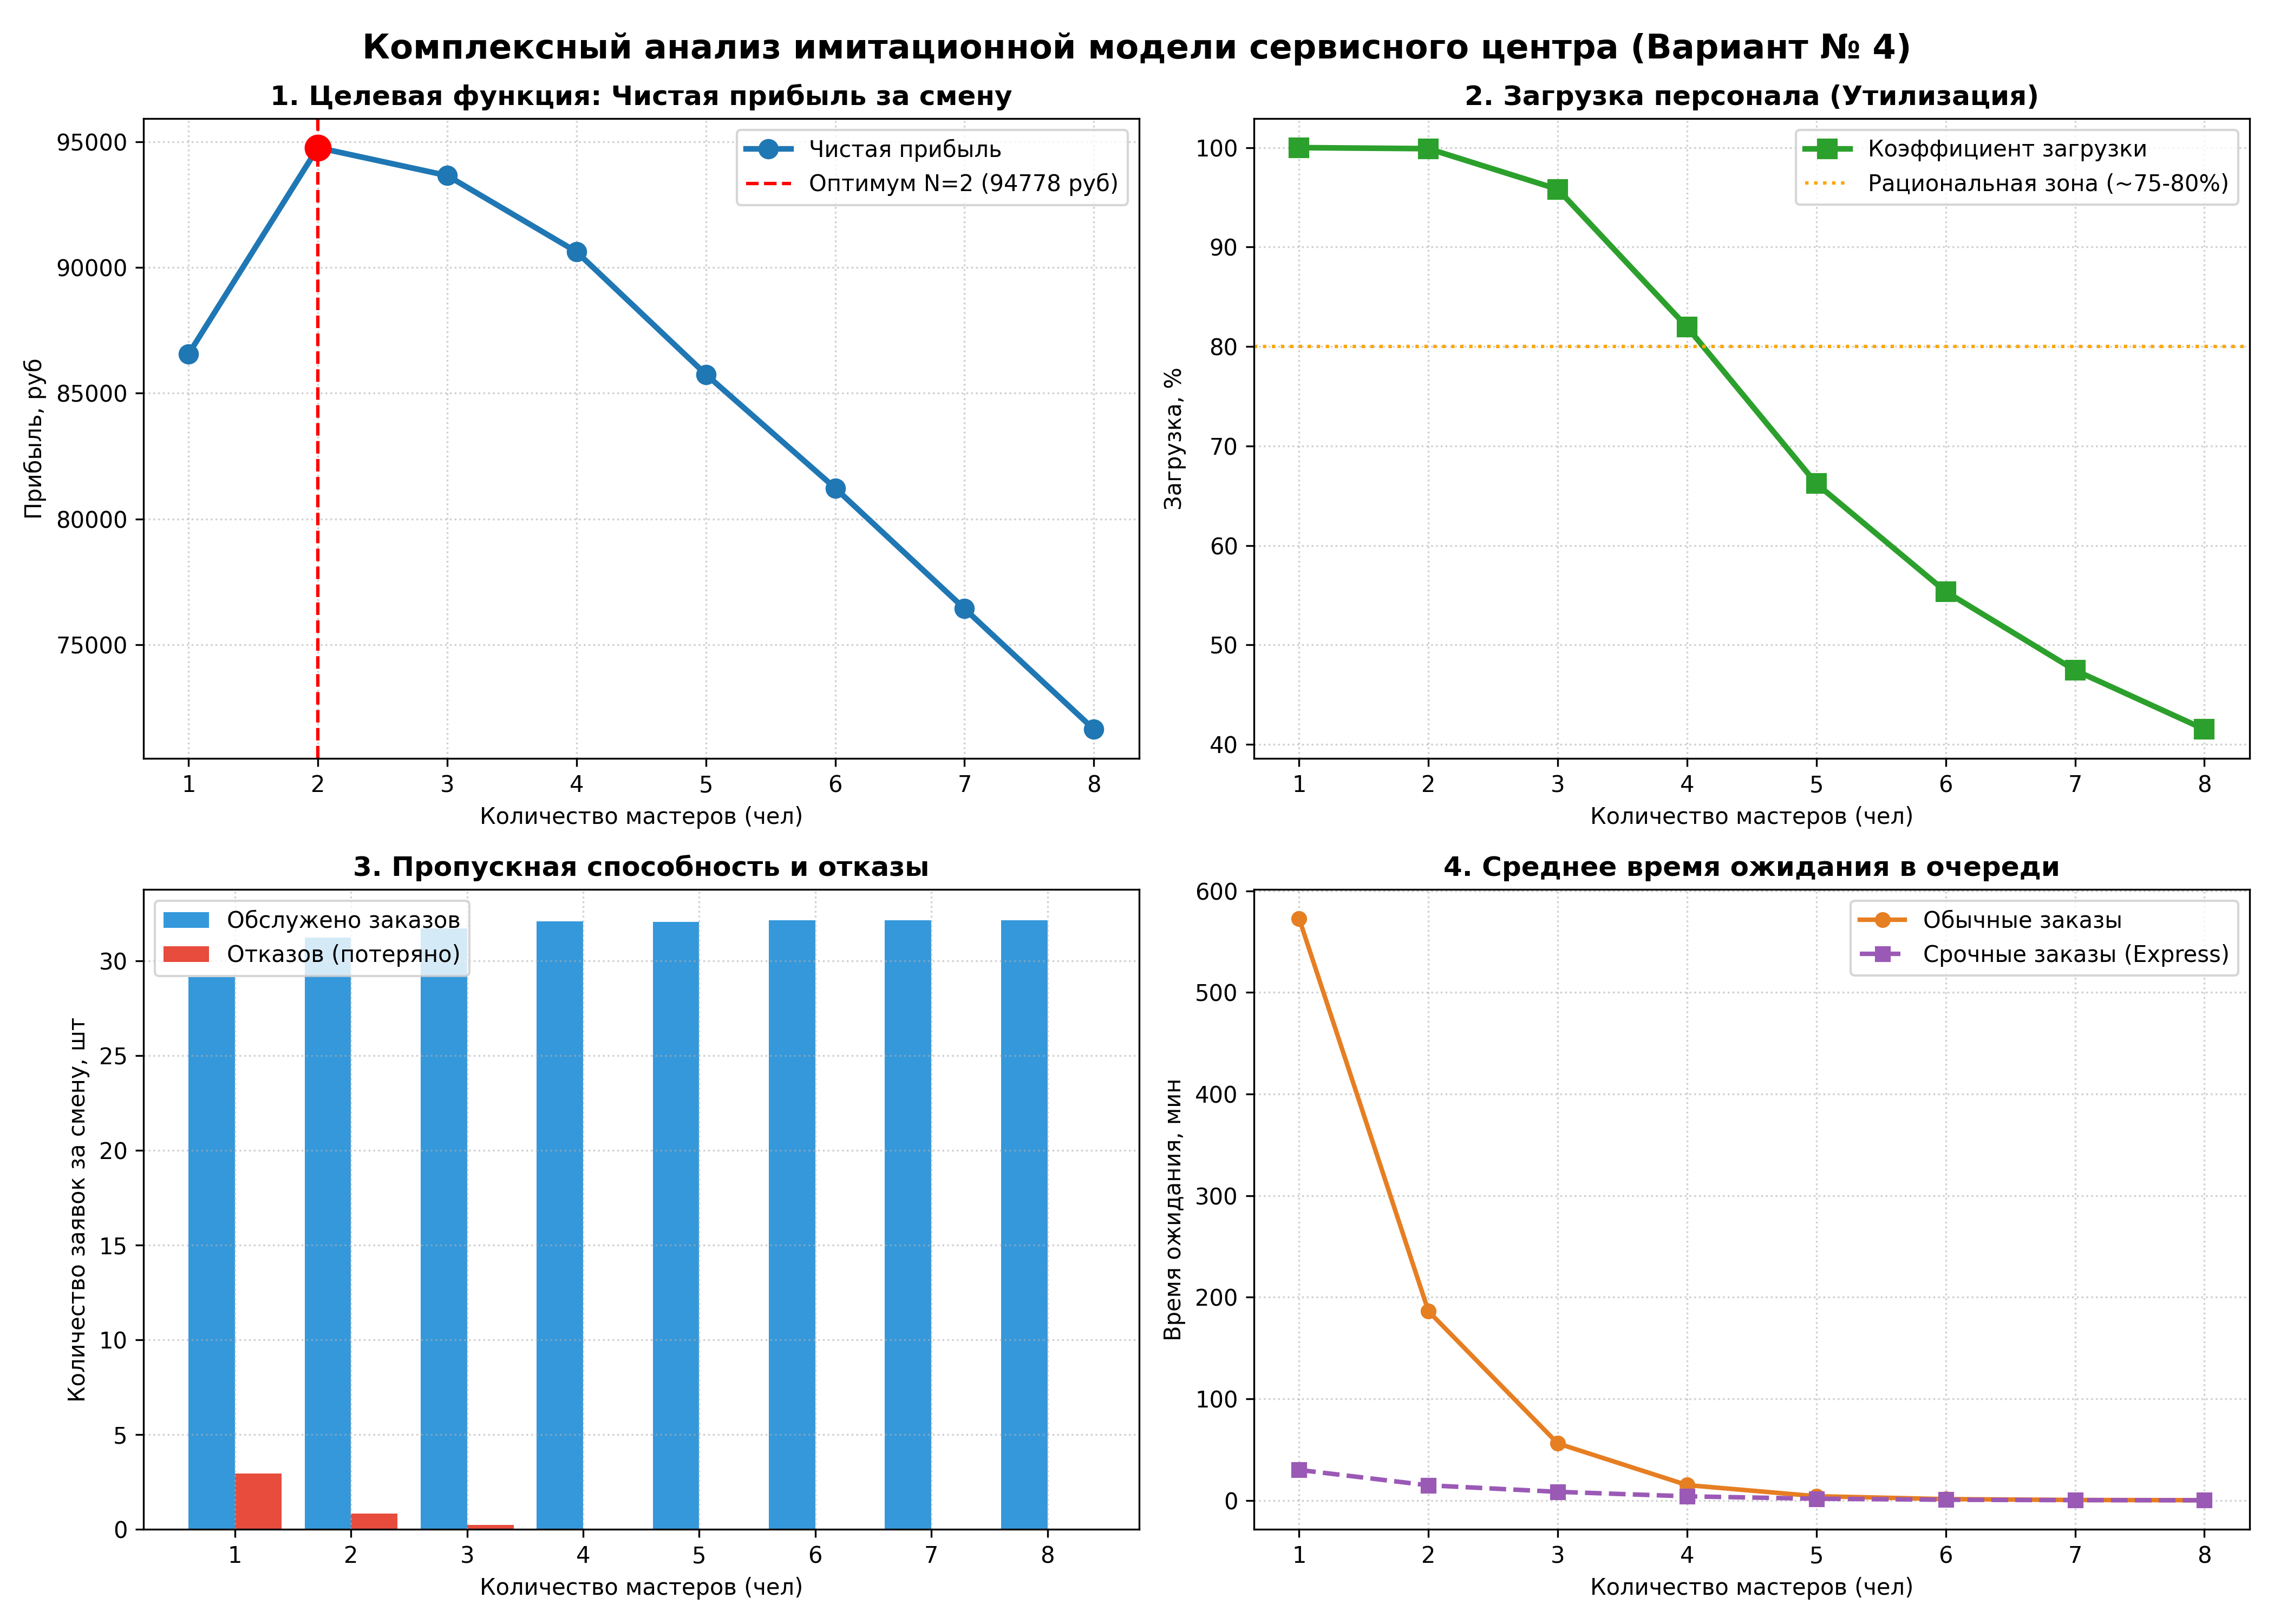 Комплексный анализ имитационной модели сервисного центра (Вариант № 4)
1. Целевая функция: Чистая прибыль за смену
Чистая прибыль
Оптимум N=2 (94778 руб)
95000
90000
85000
80000
75000
Прибыль, руб
1 2 3 4 5 6 7 8
Количество мастеров (чел)
2. Загрузка персонала (Утилизация)
Коэффициент загрузки
Рациональная зона (~75-80%)
100
90
80
70
60
50
40
Загрузка, %
1 2 3 4 5 6 7 8
Количество мастеров (чел)
3. Пропускная способность и отказы
Обслужено заказов
Отказов (потеряно)
30
25
20
15
10
5
0
Количество заявок за смену, шт
1 2 3 4 5 6 7 8
Количество мастеров (чел)
4. Среднее время ожидания в очереди
Обычные заказы
Срочные заказы (Express)
600
500
400
300
200
100
0
Время ожидания, мин
1 2 3 4 5 6 7 8
Количество мастеров (чел)